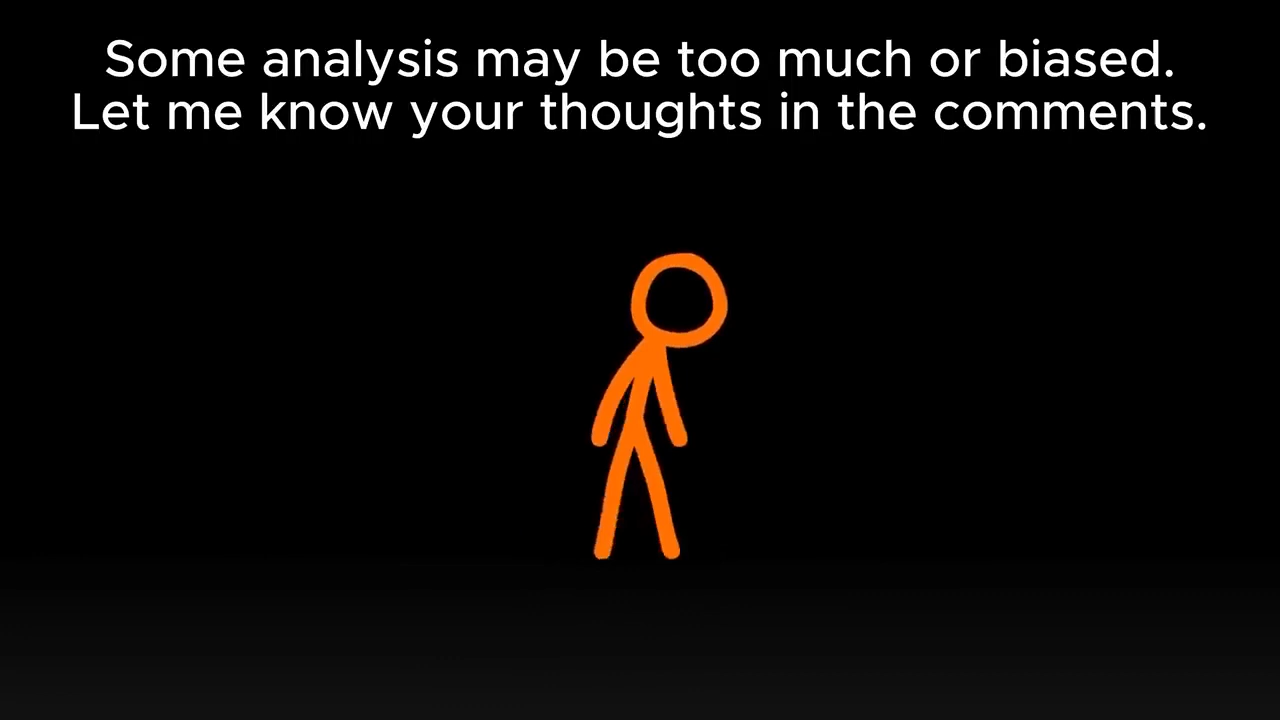 Some analysis may be too much or biased.
Let me know your thoughts in the comments.